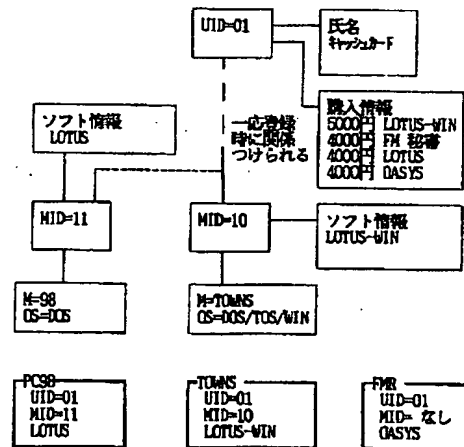 UID=01
氏名
キャッシュカード
購入情報
5000円 LOTUS-WIN
4000円 FM 秘書
4000円 LOTUS
4000円 OASYS
ソフト情報
LOTUS
一応登録
時に関係
つけられる
MID=11
MID=10
ソフト情報
LOTUS-WIN
M=98
OS=DOS
M=TOWNS
OS=DOS/TOS/WIN
PC98
UID=01
MID=11
LOTUS
TOWNS
UID=01
MID=10
LOTUS-WIN
FMR
UID=01
MID= なし
OASYS